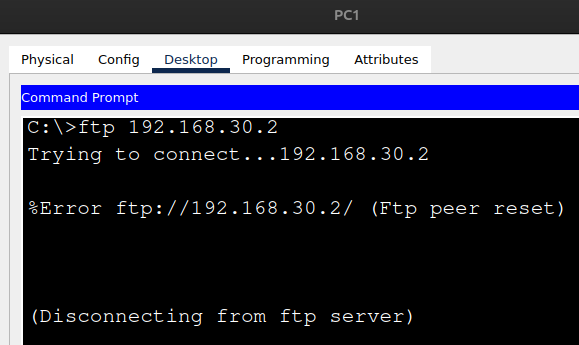 PC1
Physical Config Desktop Programming Attributes
Command Prompt
C:\>ftp 192.168.30.2
Trying to connect...192.168.30.2
%Error ftp://192.168.30.2/ (Ftp peer reset)
(Disconnecting from ftp server)